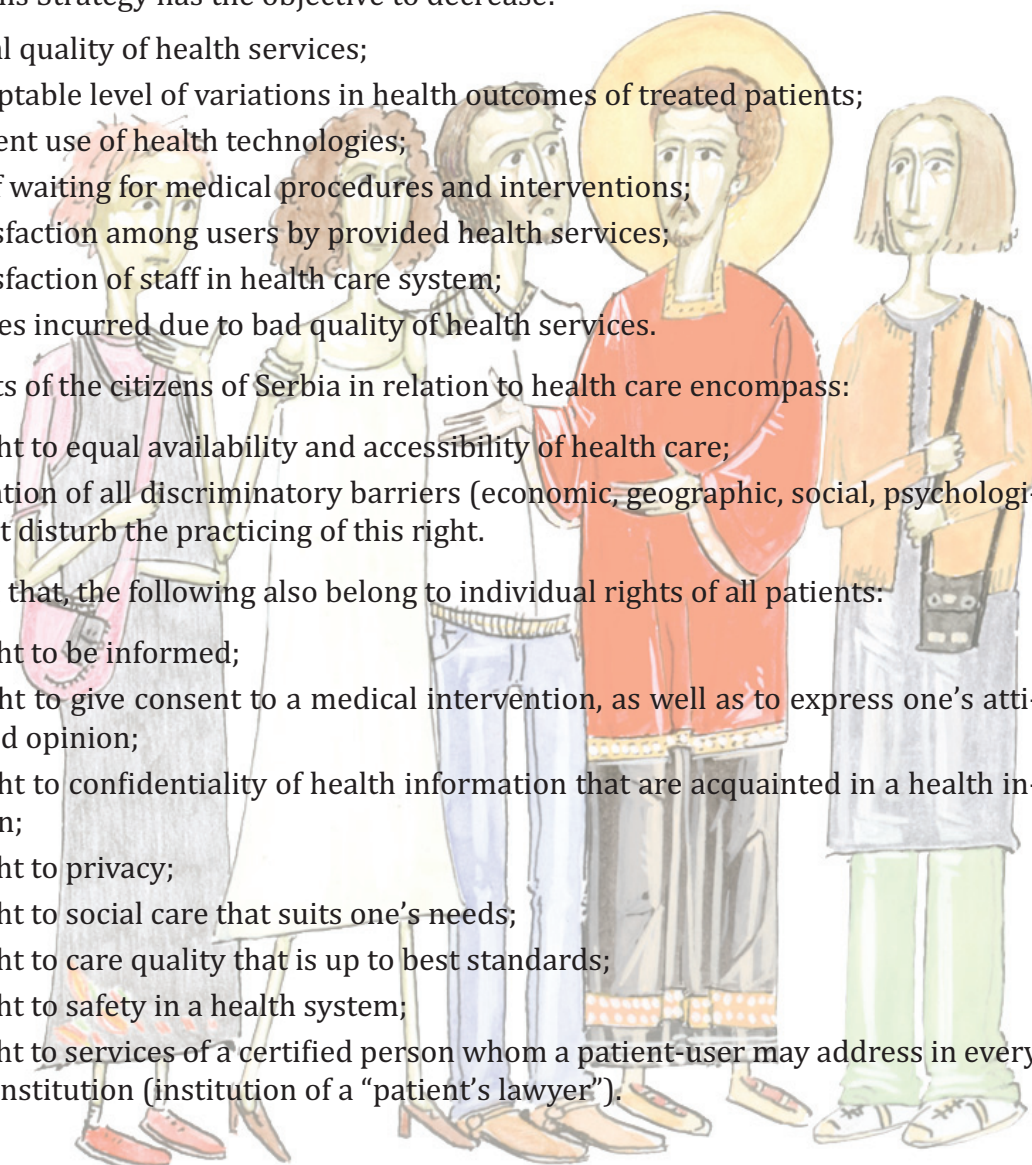 ns Strategy has the objective to decrease:
al quality of health services;
ptable level of variations in health outcomes of treated patients;
ent use of health technologies;
f waiting for medical procedures and interventions;
sfaction among users by provided health services;
sfaction of staff in health care system;
es incurred due to bad quality of health services.
ts of the citizens of Serbia in relation to health care encompass:
ht to equal availability and accessibility of health care;
ation of all discriminatory barriers (economic, geographic, social, psychologi-
t disturb the practicing of this right.
that, the following also belong to individual rights of all patients:
ht to be informed;
ht to give consent to a medical intervention, as well as to express one’s atti-
d opinion;
ht to confidentiality of health information that are acquainted in a health in-
n;
ht to privacy;
ht to social care that suits one’s needs;
ht to care quality that is up to best standards;
ht to safety in a health system;
ht to services of a certified person whom a patient-user may address in every
nstitution (institution of a “patient’s lawyer”).